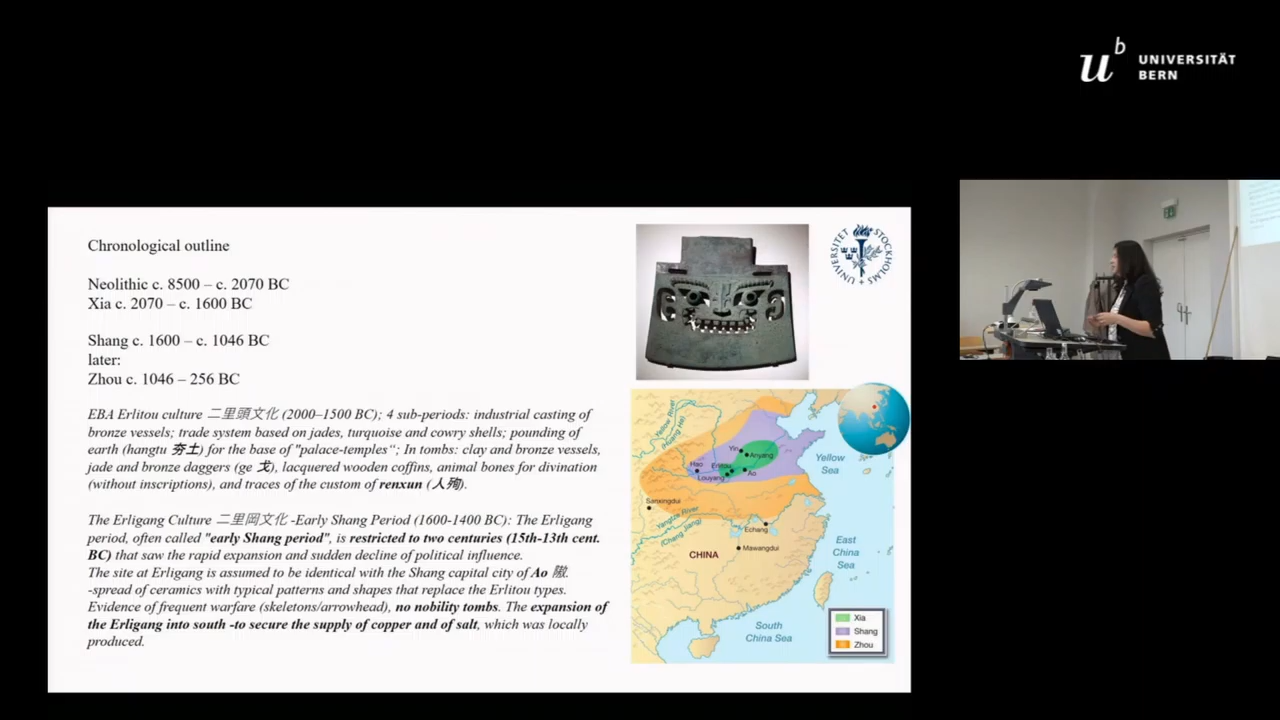 u^b UNIVERSITÄT
BERN
Chronological outline
Neolithic c. 8500 – c. 2070 BC
Xia c. 2070 – c. 1600 BC
Shang c. 1600 – c. 1046 BC
later:
Zhou c. 1046 – 256 BC
EBA Erlitou culture 二里頭文化 (2000–1500 BC); 4 sub-periods: industrial casting of
bronze vessels; trade system based on jades, turquoise and cowry shells; pounding of
earth (hangtu 夯土) for the base of "palace-temples“; In tombs: clay and bronze vessels,
jade and bronze daggers (ge 戈), lacquered wooden coffins, animal bones for divination
(without inscriptions), and traces of the custom of renxun (人殉).
The Erligang Culture 二里岡文化 -Early Shang Period (1600-1400 BC): The Erligang
period, often called "early Shang period", is restricted to two centuries (15th-13th cent.
BC) that saw the rapid expansion and sudden decline of political influence.
The site at Erligang is assumed to be identical with the Shang capital city of Ao 隞.
-spread of ceramics with typical patterns and shapes that replace the Erlitou types.
Evidence of frequent warfare (skeletons/arrowhead), no nobility tombs. The expansion of
the Erligang into south -to secure the supply of copper and of salt, which was locally
produced.
STOCKHOLMS UNIVERSITET
Yellow River
(Huang He)
Yin
Anyang
Hao
Erlitou
Ao
Louyang
Yellow
Sea
Sanxingdui
Yangtze River
(Chang Jiang)
Echang
Mawangdui
CHINA
East
China
Sea
South
China Sea
Xia
Shang
Zhou